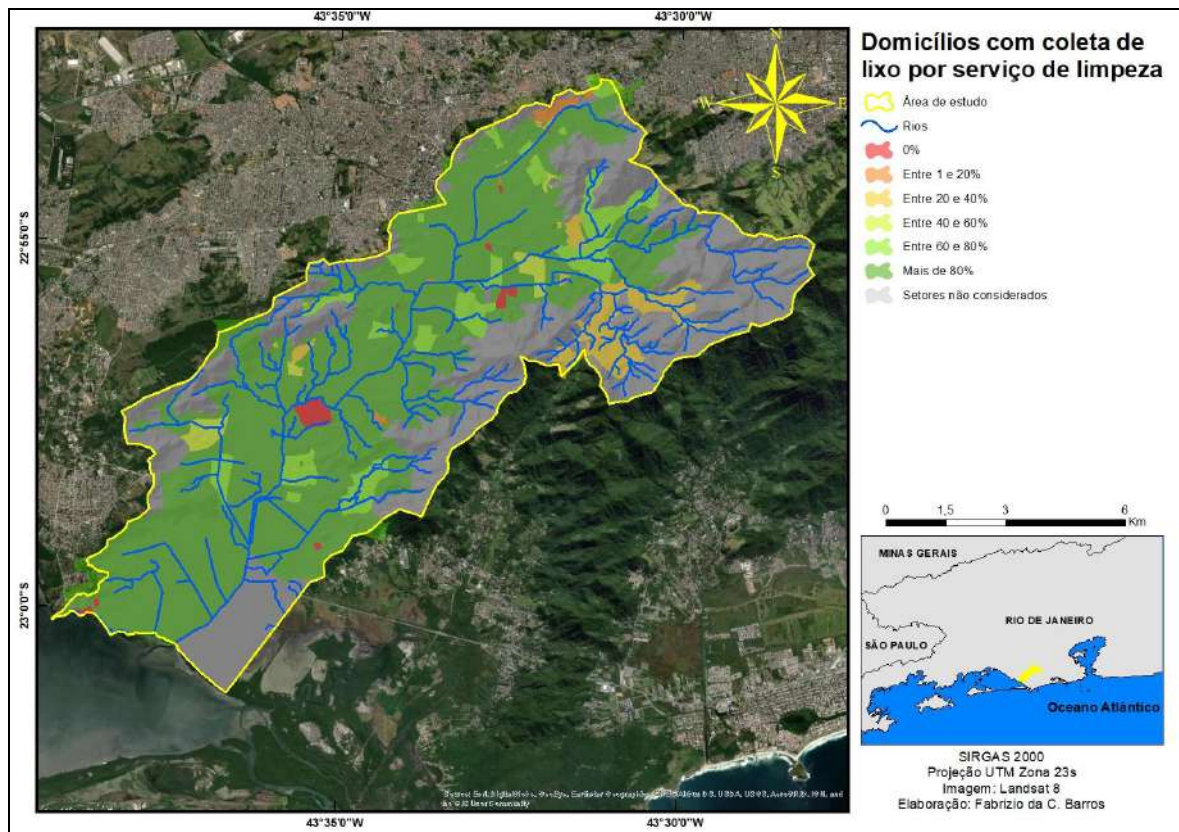 43°35'0"W
43°30'0"W
22°55'0"S
23°0'0"S
N
W
E
S
43°35'0"W
43°30'0"W
Domicílios com coleta de
lixo por serviço de limpeza
Área de estudo
Rios
0%
Entre 1 e 20%
Entre 20 e 40%
Entre 40 e 60%
Entre 60 e 80%
Mais de 80%
Setores não considerados
0 1,5 3 6
Km
MINAS GERAIS
RIO DE JANEIRO
SÃO PAULO
Oceano Atlântico
SIRGAS 2000
Projeção UTM Zona 23s
Imagem: Landsat 8
Elaboração: Fabrizio da C. Barros